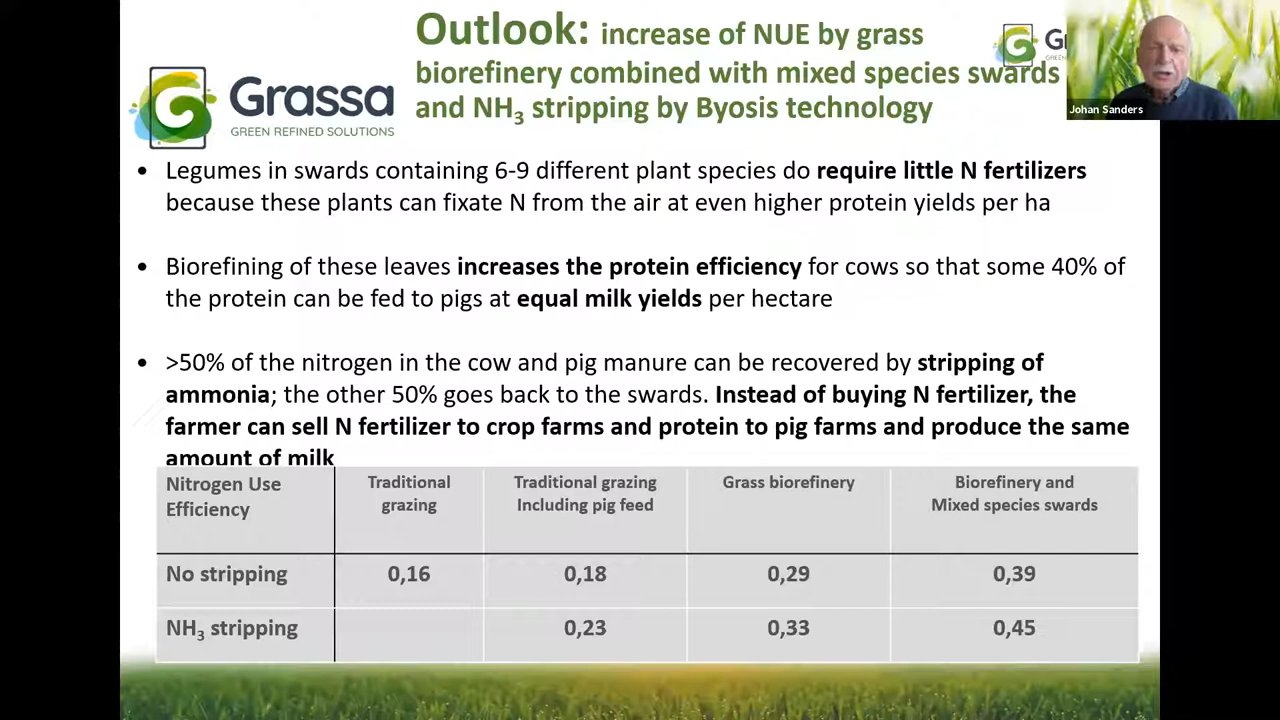 Outlook: increase of NUE by grass
biorefinery combined with mixed species swards
and NH₃ stripping by Byosis technology
Grassa
GREEN REFINED SOLUTIONS
Johan Sanders
• Legumes in swards containing 6-9 different plant species do require little N fertilizers
because these plants can fixate N from the air at even higher protein yields per ha
• Biorefining of these leaves increases the protein efficiency for cows so that some 40% of
the protein can be fed to pigs at equal milk yields per hectare
• >50% of the nitrogen in the cow and pig manure can be recovered by stripping of
ammonia; the other 50% goes back to the swards. Instead of buying N fertilizer, the
farmer can sell N fertilizer to crop farms and protein to pig farms and produce the same
amount of milk
Nitrogen Use
Efficiency
Traditional
grazing
Traditional grazing
Including pig feed
Grass biorefinery
Biorefinery and
Mixed species swards
No stripping 0,16 0,18 0,29 0,39
NH₃ stripping 0,23 0,33 0,45